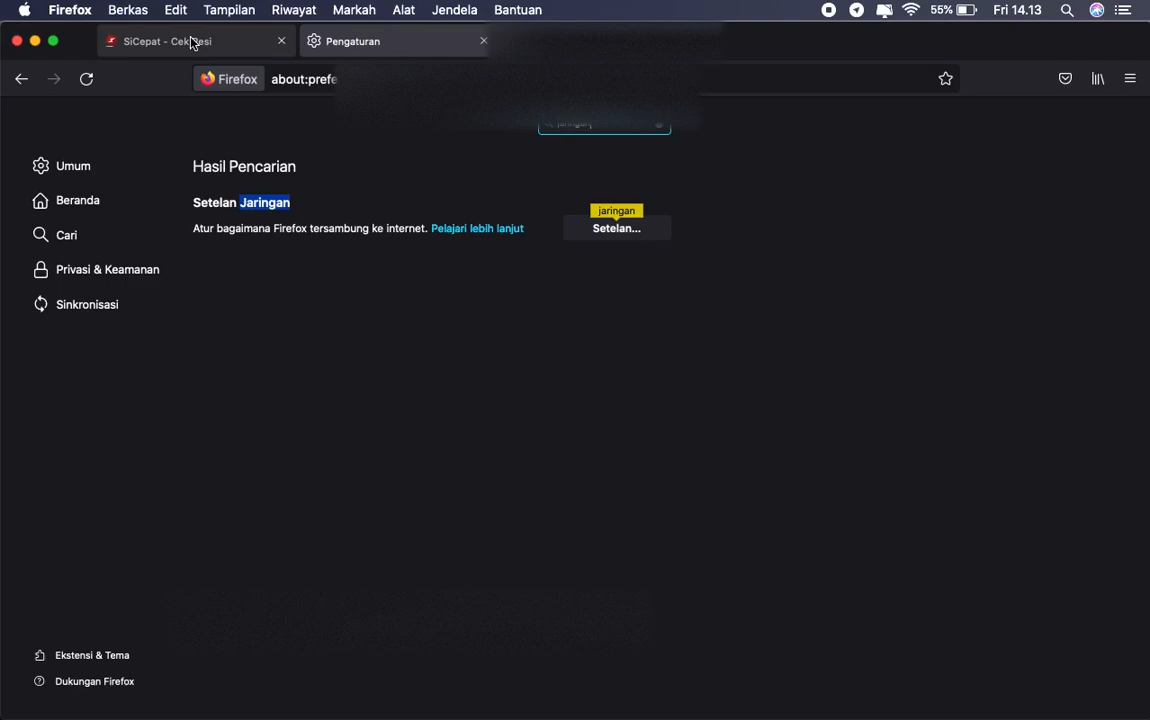 Firefox Berkas Edit Tampilan Riwayat Markah Alat Jendela Bantuan 55% Fri 14.13
SiCepat - Cek Resi Pengaturan
Firefox about:prefe
jaringan
Umum
Hasil Pencarian
Beranda
Setelan Jaringan
jaringan
Atur bagaimana Firefox tersambung ke internet. Pelajari lebih lanjut
Setelan...
Cari
Privasi & Keamanan
Sinkronisasi
Ekstensi & Tema
Dukungan Firefox